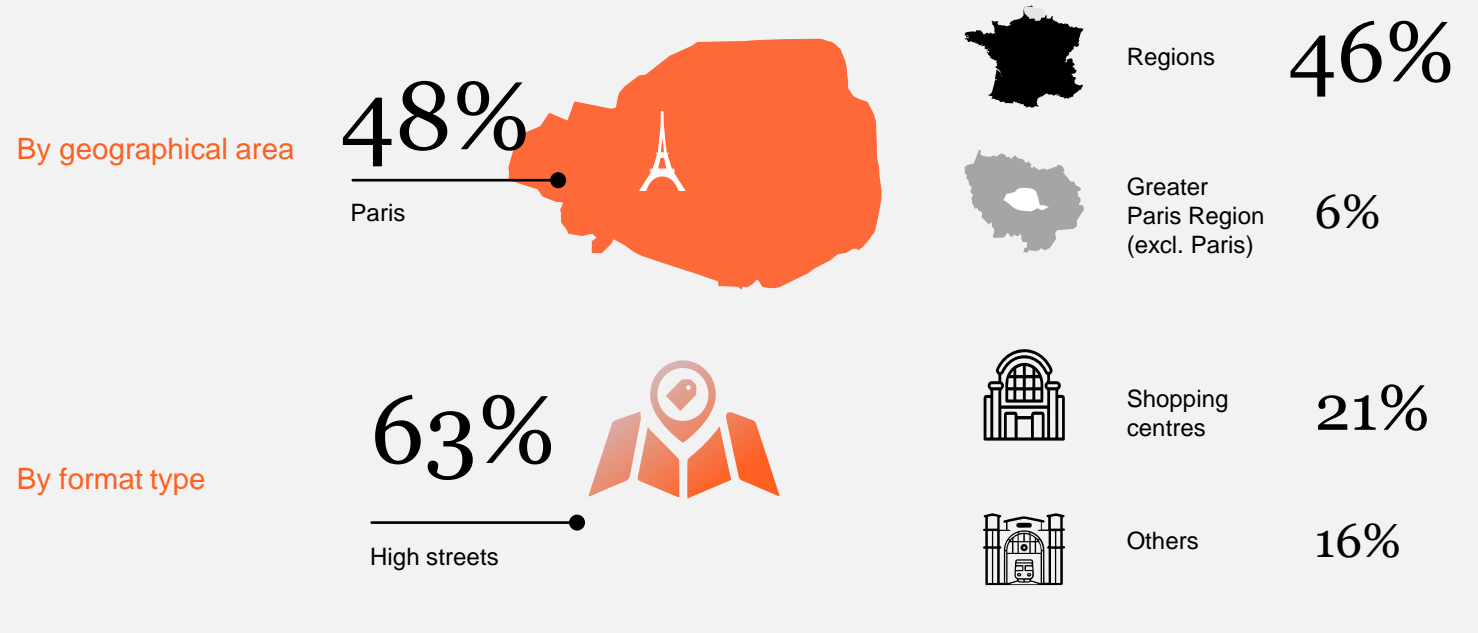 By geographical area
48%
Paris
Regions
46%
Greater
Paris Region
(excl. Paris)
6%
By format type
63%
High streets
Shopping
centres
21%
Others
16%